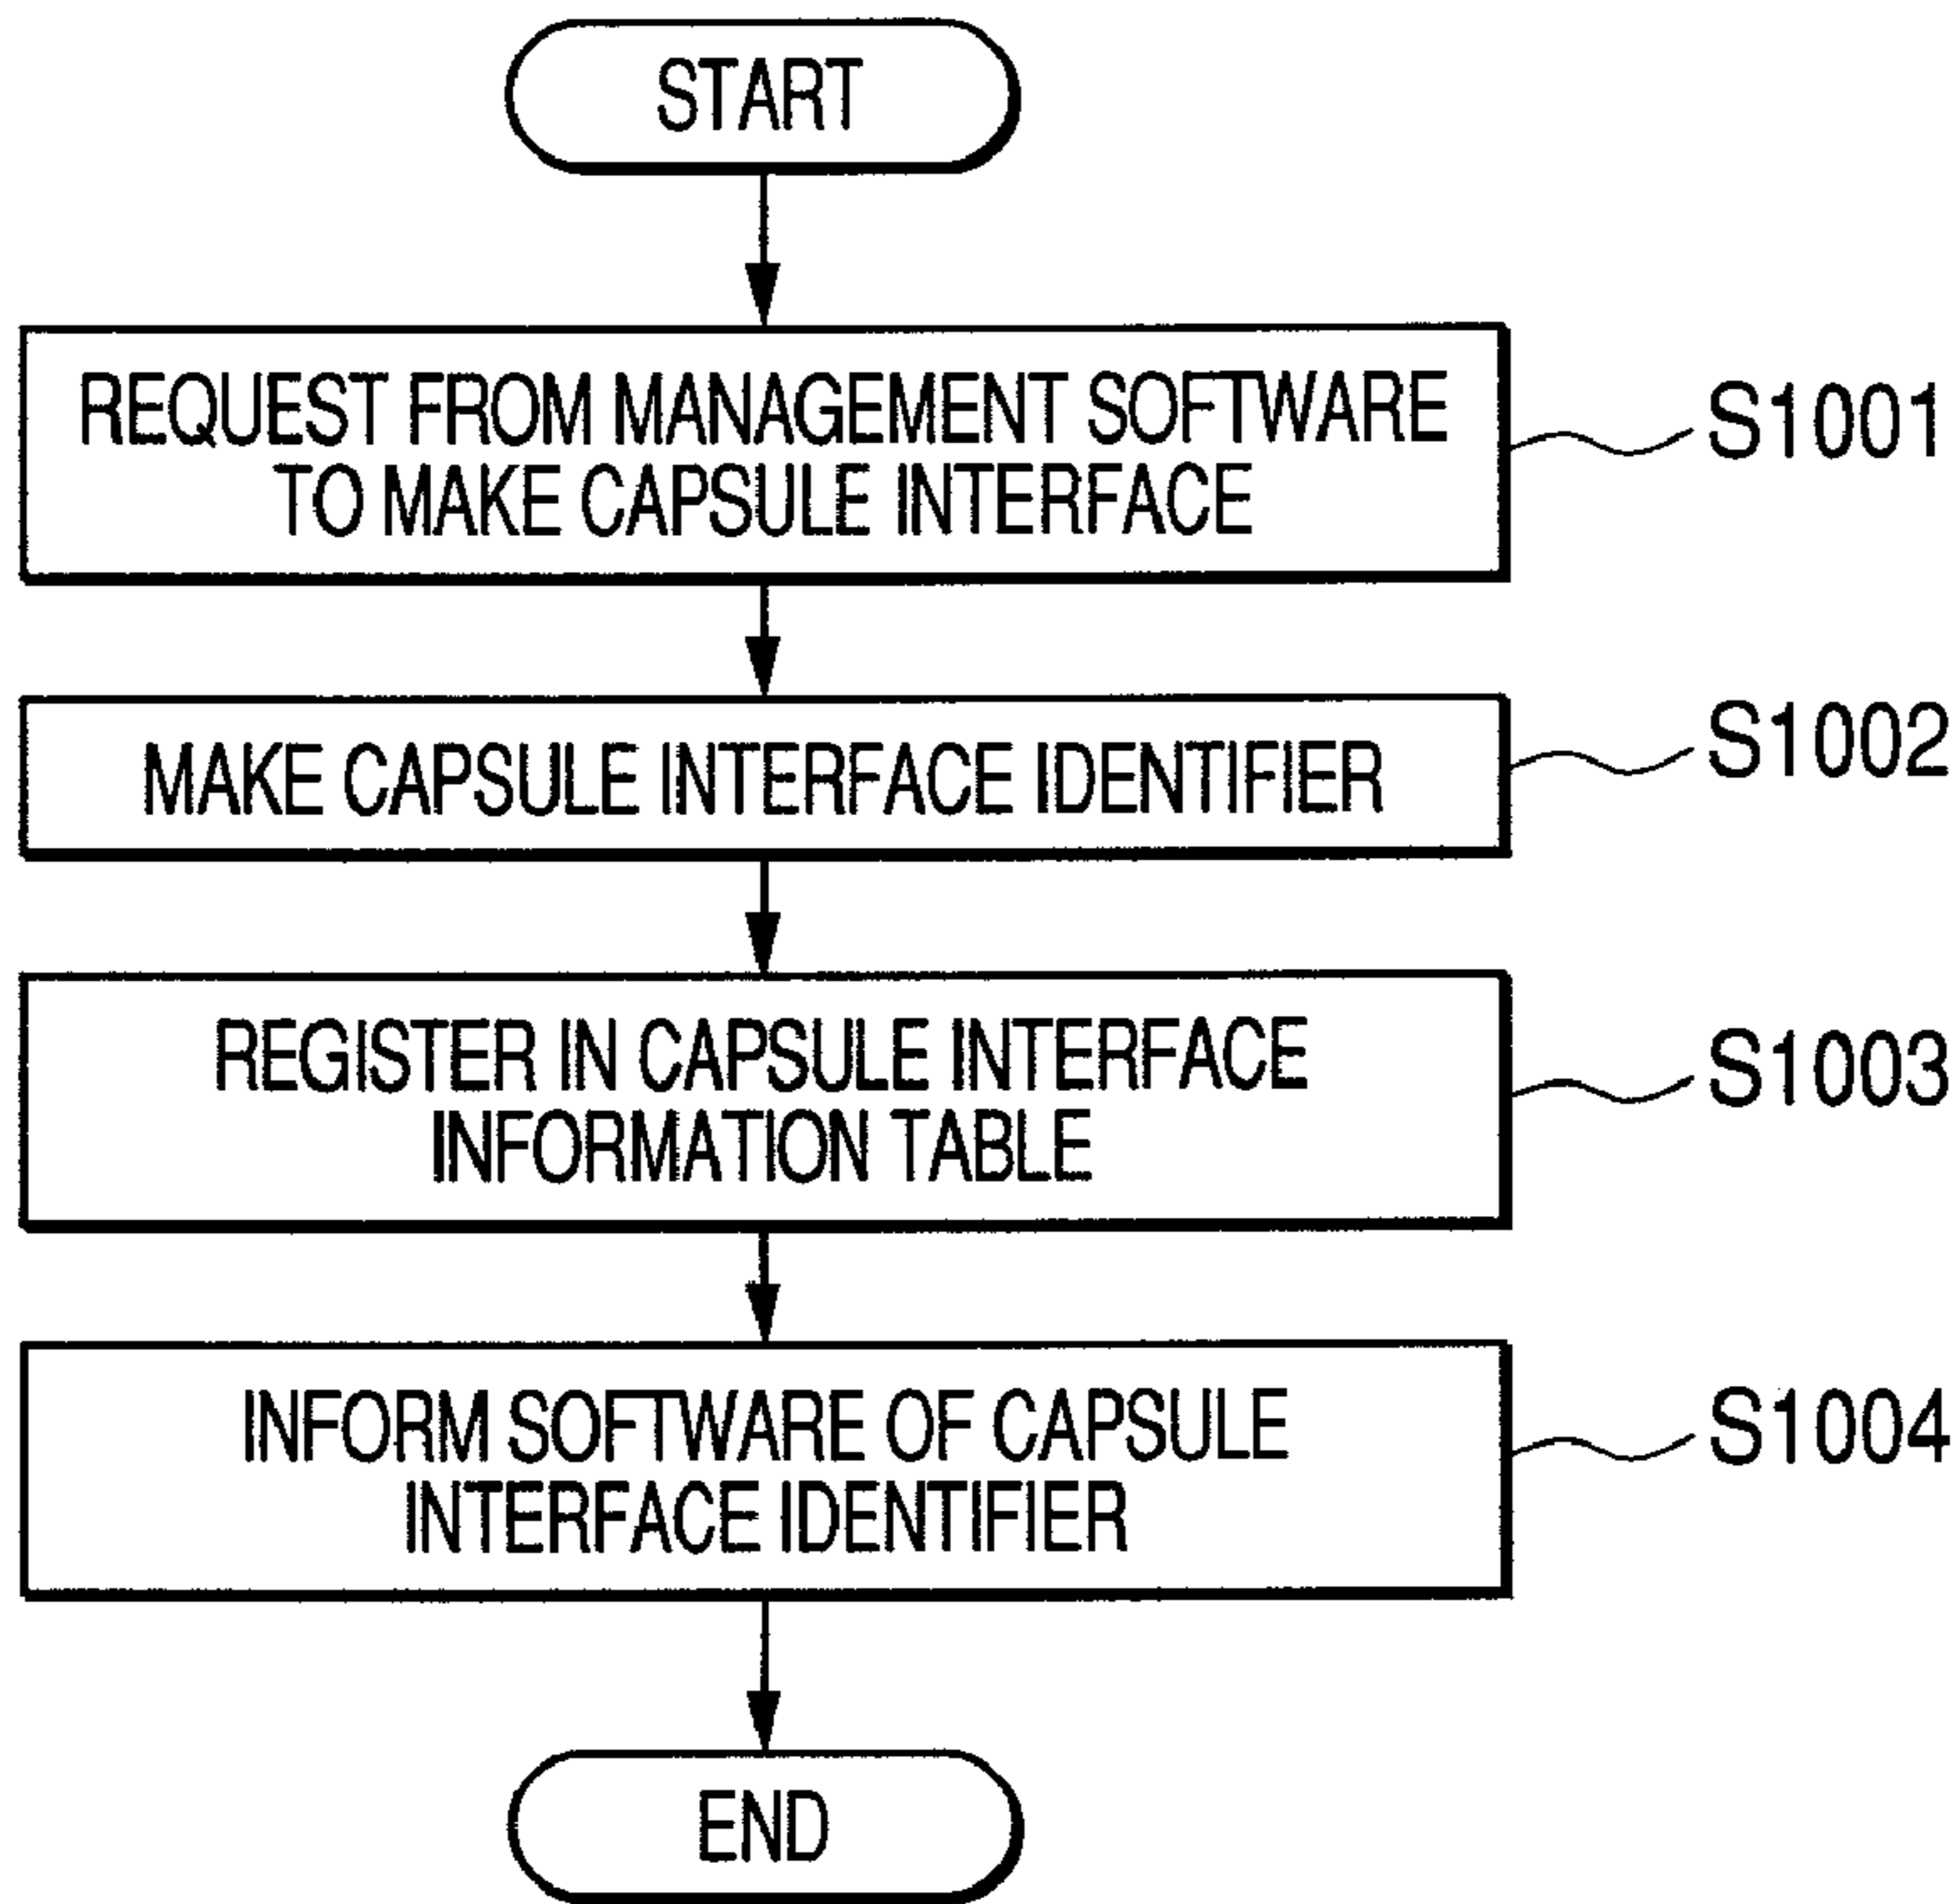 START
REQUEST FROM MANAGEMENT SOFTWARE
TO MAKE CAPSULE INTERFACE
S1001
MAKE CAPSULE INTERFACE IDENTIFIER
S1002
REGISTER IN CAPSULE INTERFACE
INFORMATION TABLE
S1003
INFORM SOFTWARE OF CAPSULE
INTERFACE IDENTIFIER
S1004
END